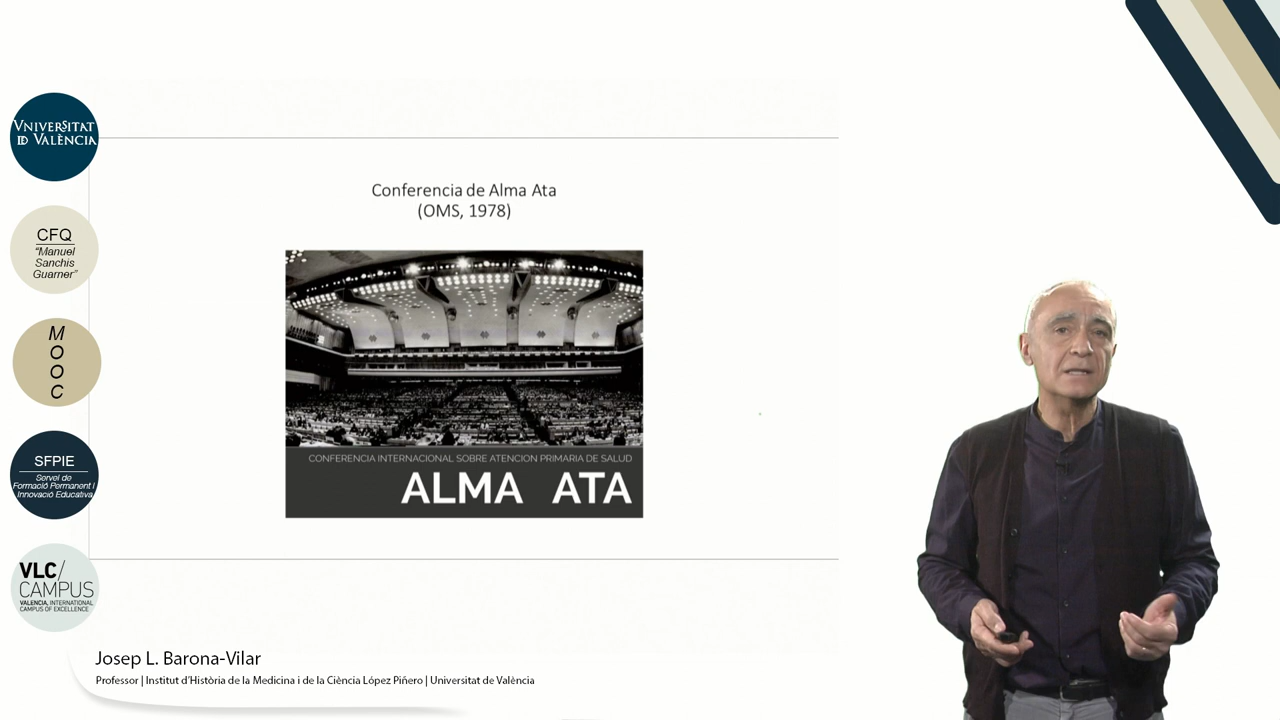 VNIVERSITAT
ID VALÈNCIA
CFQ
“Manuel
Sanchis
Guarner”
M
O
O
C
SFPIE
Servei de
Formació Permanent i
Innovació Educativa
VLC/
CAMPUS
VALENCIA, INTERNATIONAL
CAMPUS OF EXCELLENCE
Conferencia de Alma Ata
(OMS, 1978)
CONFERENCIA INTERNACIONAL SOBRE ATENCION PRIMARIA DE SALUD
ALMA ATA
Josep L. Barona-Vilar
Professor | Institut d’Història de la Medicina i de la Ciència López Piñero | Universitat de València